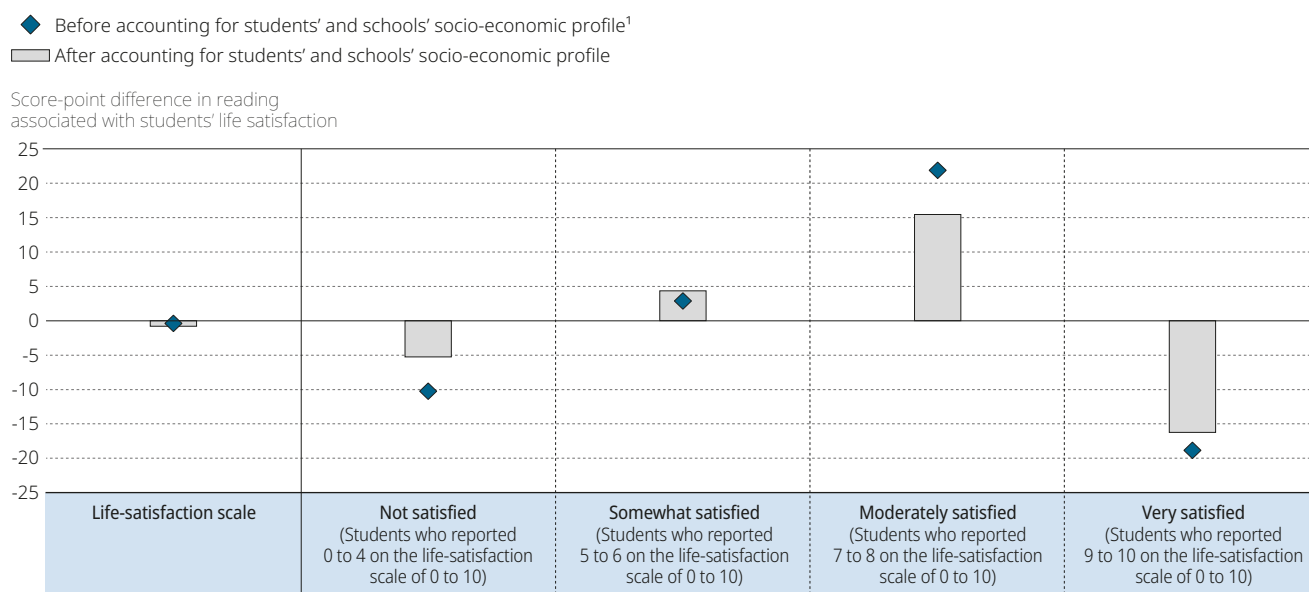 Before accounting for students’ and schools’ socio-economic profile¹
After accounting for students’ and schools’ socio-economic profile
Score-point difference in reading
associated with students’ life satisfaction
25
20
15
10
5
0
-5
-10
-15
-20
-25
Life-satisfaction scale
Not satisfied
(Students who reported
0 to 4 on the life-satisfaction
scale of 0 to 10)
Somewhat satisfied
(Students who reported
5 to 6 on the life-satisfaction
scale of 0 to 10)
Moderately satisfied
(Students who reported
7 to 8 on the life-satisfaction
scale of 0 to 10)
Very satisfied
(Students who reported
9 to 10 on the life-satisfaction
scale of 0 to 10)